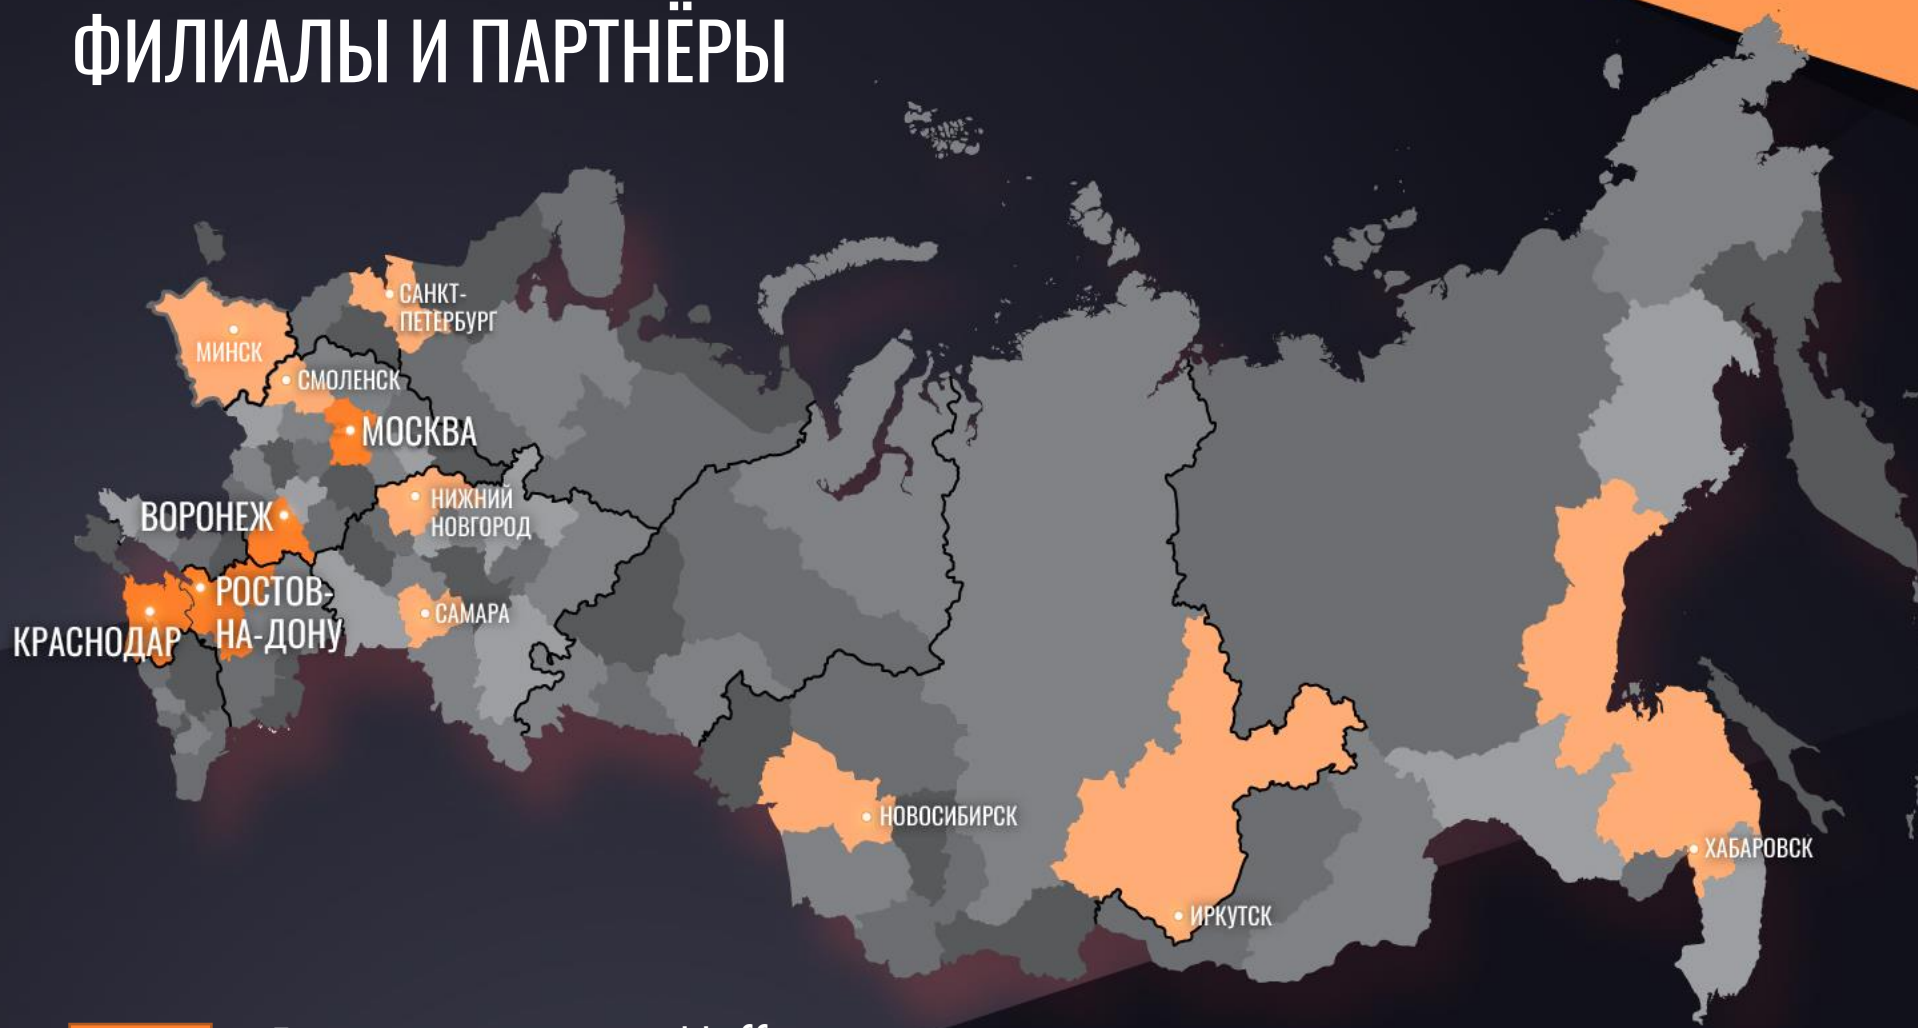 ФИЛИАЛЫ И ПАРТНЁРЫ
САНКТ-
ПЕТЕРБУРГ
МИНСК
СМОЛЕНСК
МОСКВА
НИЖНИЙ
НОВГОРОД
ВОРОНЕЖ
РОСТОВ-
НА-ДОНУ
КРАСНОДАР
САМАРА
НОВОСИБИРСК
ХАБАРОВСК
ИРКУТСК